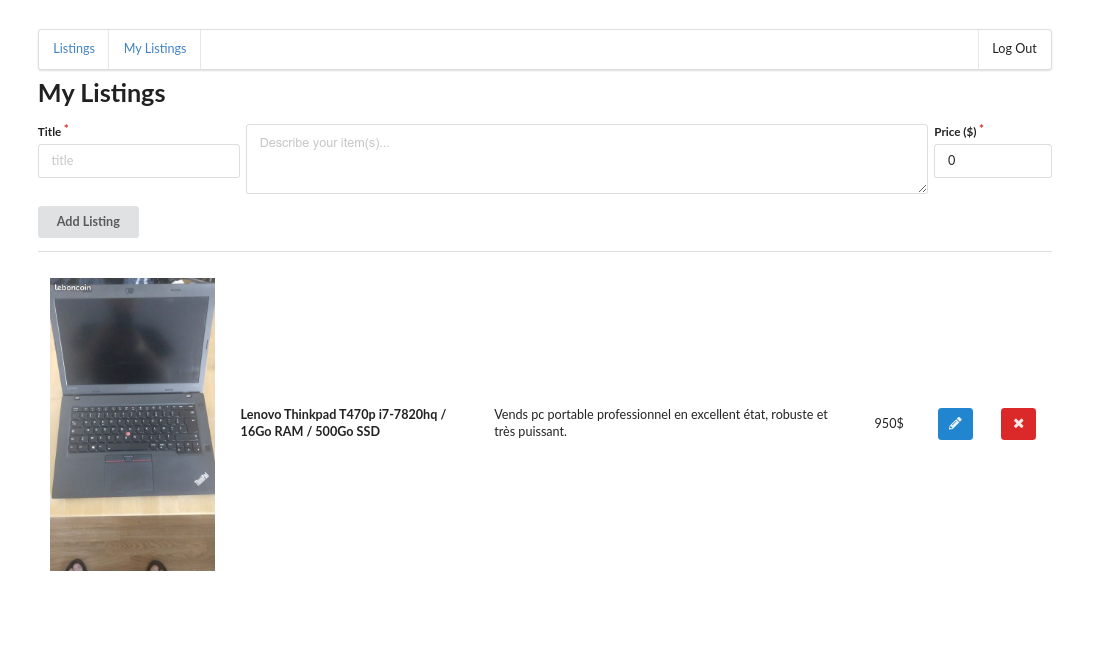 Listings
My Listings
Log Out
My Listings
Title *
Describe your item(s)...
Price ($) *
title
0
Add Listing
leboncoin
Lenovo Thinkpad T470p i7-7820hq /
16Go RAM / 500Go SSD
Vends pc portable professionnel en excellent état, robuste et
très puissant.
950$
ThinkPad